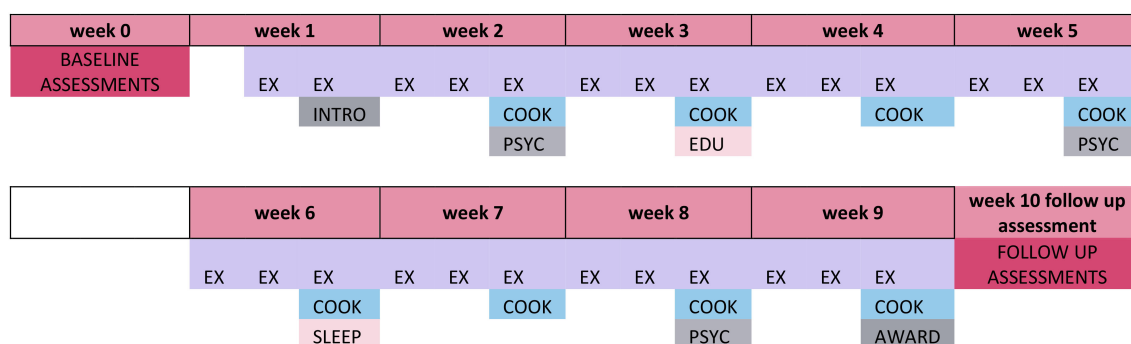 week 0 week 1 week 2 week 3 week 4 week 5
BASELINE
ASSESSMENTS EX EX EX EX EX EX EX EX EX EX EX EX EX EX
INTRO COOK COOK COOK COOK
PSYC EDU PSYC
week 6 week 7 week 8 week 9 week 10 follow up
assessment
FOLLOW UP
EX EX EX EX EX EX EX EX EX EX EX EX ASSESSMENTS
COOK COOK COOK COOK
SLEEP PSYC AWARD